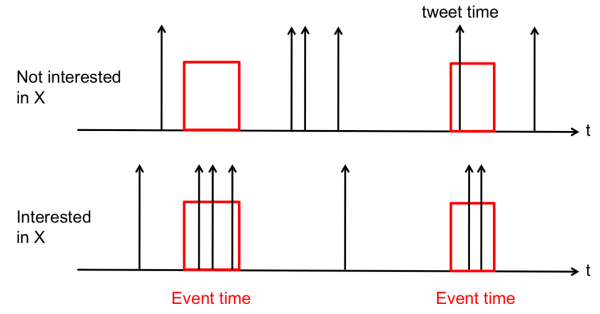 tweet time
Not interested
in X
t
Interested
in X
t
Event time
Event time